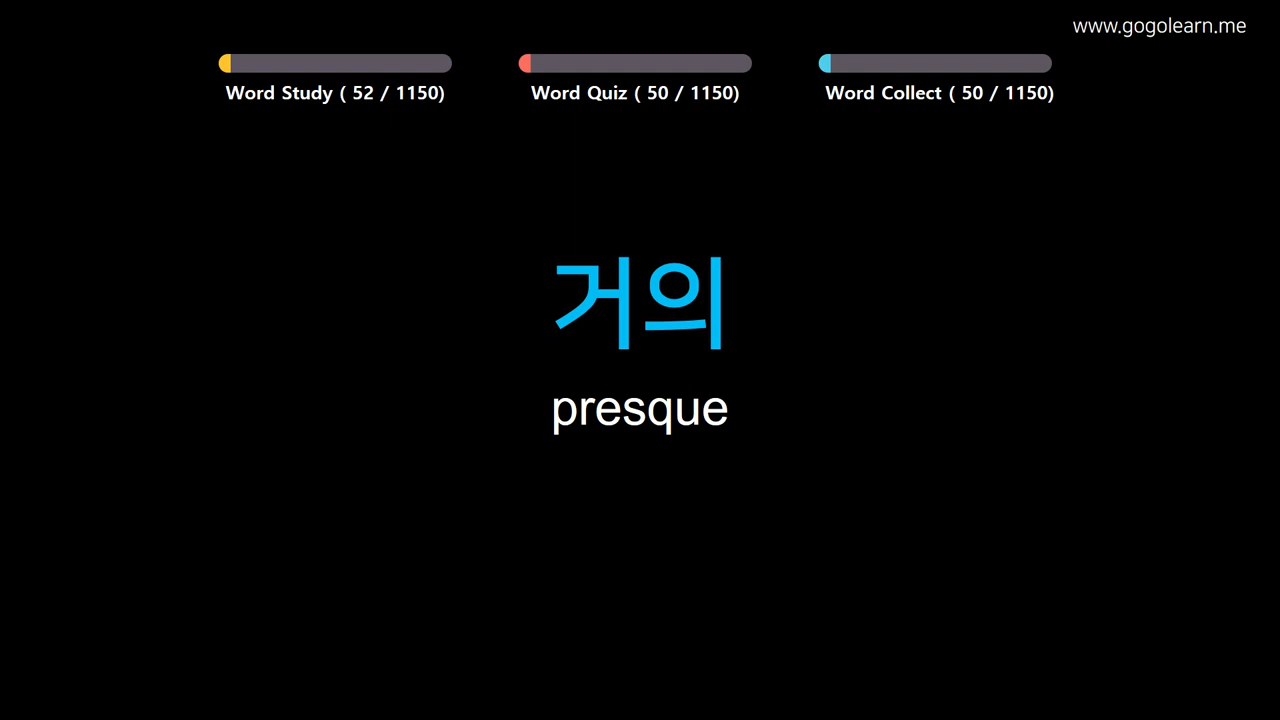 www.gogolearn.me
Word Study ( 52 / 1150)
Word Quiz ( 50 / 1150)
Word Collect ( 50 / 1150)
거의
presque